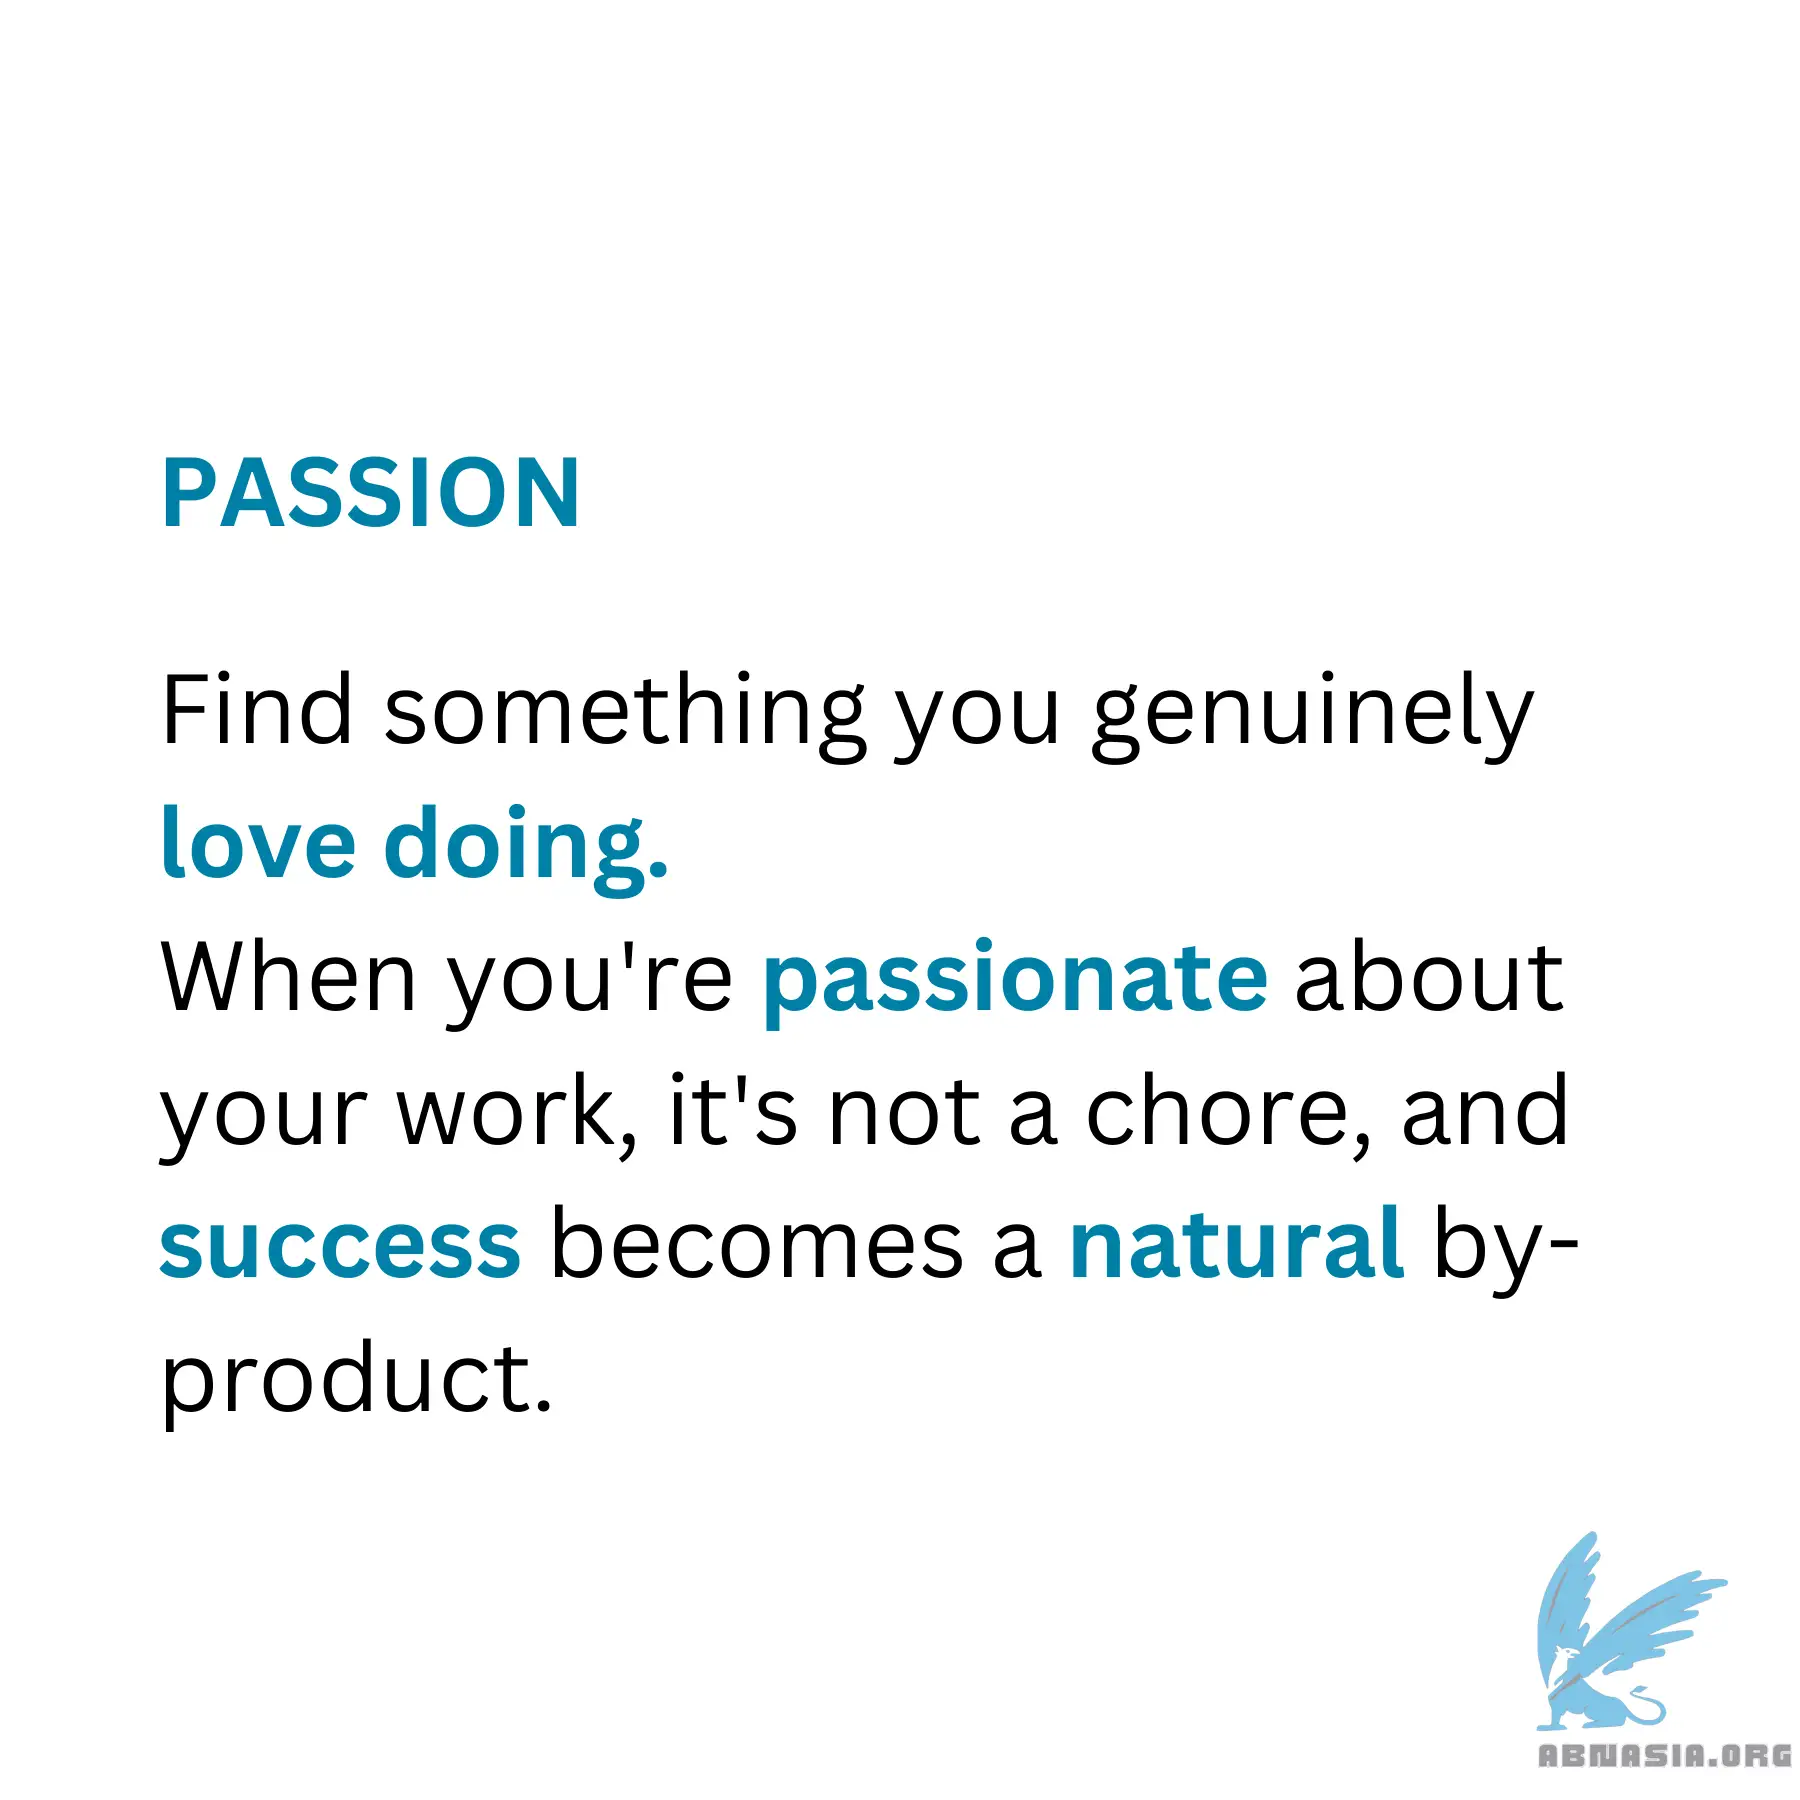 PASSION
Find something you genuinely
love doing.
When you're passionate about
your work, it's not a chore, and
success becomes a natural by-
product.
ABNASIA.ORG